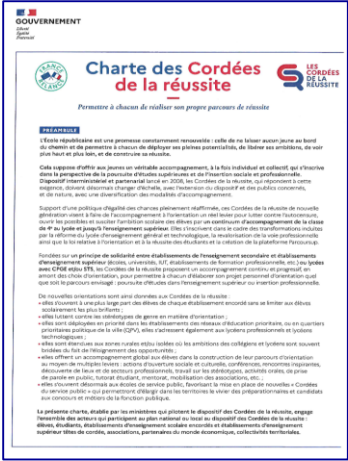 GOUVERNEMENT
Liberté
Égalité
Fraternité
FRANCE
RELANCE
Charte des Cordées
de la réussite
LES
CORDÉES
DE LA
RÉUSSITE
Permettre à chacun de réaliser son propre parcours de réussite
PRÉAMBULE
L'École républicaine est une promesse constamment renouvelée : celle de ne laisser aucun jeune au bord
du chemin et de permettre à chacun de déployer ses pleines potentialités, de libérer ses ambitions, de voir
plus haut et plus loin, et de construire sa réussite.
Cela suppose d'offrir aux jeunes un véritable accompagnement, à la fois individuel et collectif, qui s'inscrive
dans la perspective de la poursuite d'études supérieures et de l'insertion sociale et professionnelle.
Dispositif interministériel et partenarial lancé en 2008, les Cordées de la réussite, qui répondent à cette
exigence, doivent désormais changer d'échelle, avec l'extension du dispositif et des publics concernés,
et de nature, avec une diversification des modalités d'accompagnement.
Support d'une politique d'égalité des chances pleinement réaffirmée, ces Cordées de la réussite de nouvelle
génération visent à faire de l'accompagnement à l'orientation un réel levier pour lutter contre l'autocensure,
ouvrir les possibles et susciter l'ambition scolaire des élèves par un continuum d'accompagnement de la classe
de 4e au lycée et jusqu'à l'enseignement supérieur. Elles s'inscrivent dans le cadre des transformations induites
par la réforme du lycée d'enseignement général et technologique, la revalorisation de la voie professionnelle
ainsi que la loi relative à l'orientation et à la réussite des étudiants et la création de la plateforme Parcoursup.
Fondées sur un principe de solidarité entre établissements d'enseignement secondaire et établissements
d'enseignement supérieur (écoles, universités, IUT, établissements de formation professionnelle, etc.) ou lycées
avec CPGE et/ou STS, les Cordées de la réussite proposent un accompagnement continu et progressif, en
amont des choix d'orientation, pour permettre à chacun d'élaborer son projet personnel d'orientation quel
que soit le parcours envisagé : poursuite d'études dans l'enseignement supérieur ou insertion professionnelle.
De nouvelles orientations sont ainsi données aux Cordées de la réussite :
• elles s'ouvrent à une plus large part des élèves de chaque établissement encordé sans se limiter aux élèves
scolairement les plus brillants ;
• elles luttent contre les stéréotypes de genre en matière d'orientation ;
• elles sont déployées en priorité dans les établissements des réseaux d'éducation prioritaire, ou en quartiers
prioritaires politique de la ville (QPV), elles s'adressent également aux lycéens professionnels et lycéens
technologiques ;
• elles sont étendues aux zones rurales et/ou isolées où les ambitions des collégiens et lycéens sont souvent
bridées du fait de l'éloignement des opportunités ;
• elles offrent un accompagnement global aux élèves dans la construction de leur parcours d'orientation
au moyen de multiples leviers : actions d'ouverture sociale et culturelle, conférences, rencontres inspirantes,
découverte de lieux et de secteurs professionnels, travail sur les stéréotypes, activités orales, de prise
de parole en public, tutorat étudiant, mentorat, mobilisation des associations, etc. ;
• elles s'ouvrent désormais aux écoles de service public, favorisant la mise en place de nouvelles « Cordées
du service public » qui permettront d'élargir dans les territoires le vivier des préparationnaires et candidats
aux concours et métiers de la fonction publique.
La présente charte, établie par les ministères qui pilotent le dispositif des Cordées de la réussite, engage
l'ensemble des acteurs qui participent au plan national ou local au dispositif des Cordées de la réussite :
élèves, étudiants, établissements d'enseignement scolaire encordés et établissements d'enseignement
supérieur têtes de cordée, associations, partenaires du monde économique, collectivités territoriales.